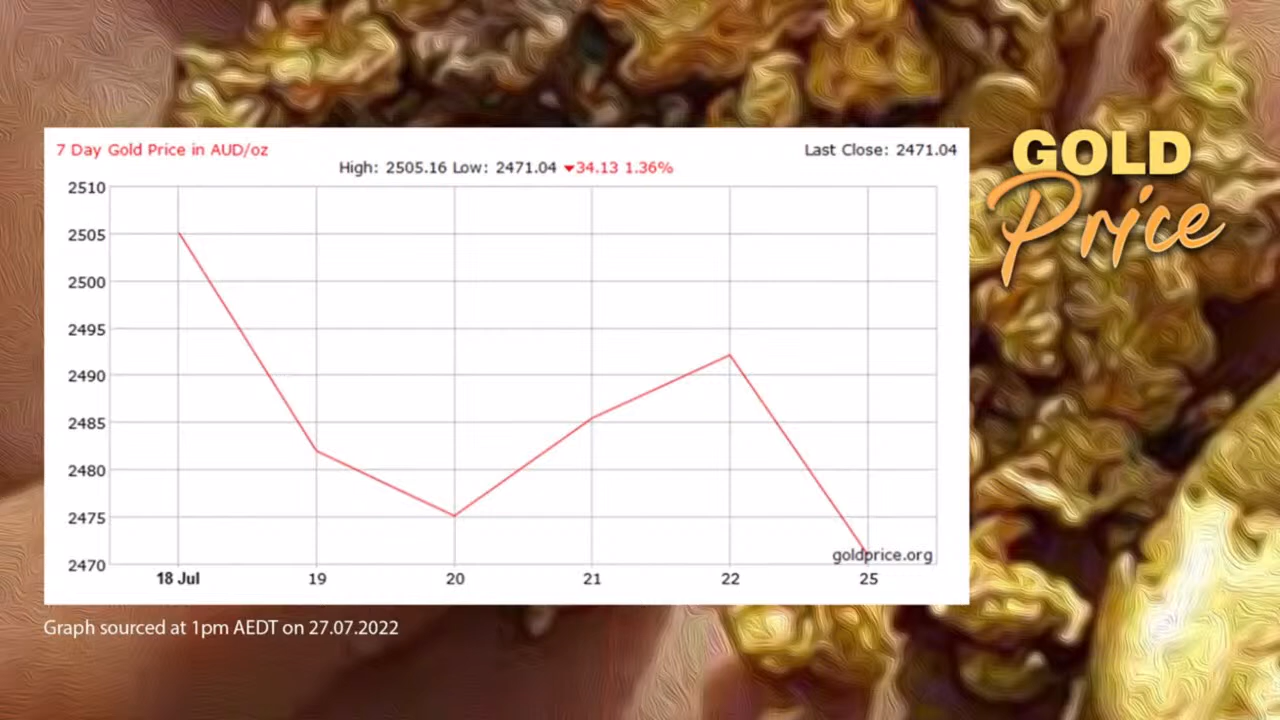 7 Day Gold Price in AUD/oz
High: 2505.16 Low: 2471.04 ▼34.13 1.36%
Last Close: 2471.04
GOLD
Price
2510
2505
2500
2495
2490
2485
2480
2475
2470
goldprice.org
18 Jul 19 20 21 22 25
Graph sourced at 1pm AEDT on 27.07.2022